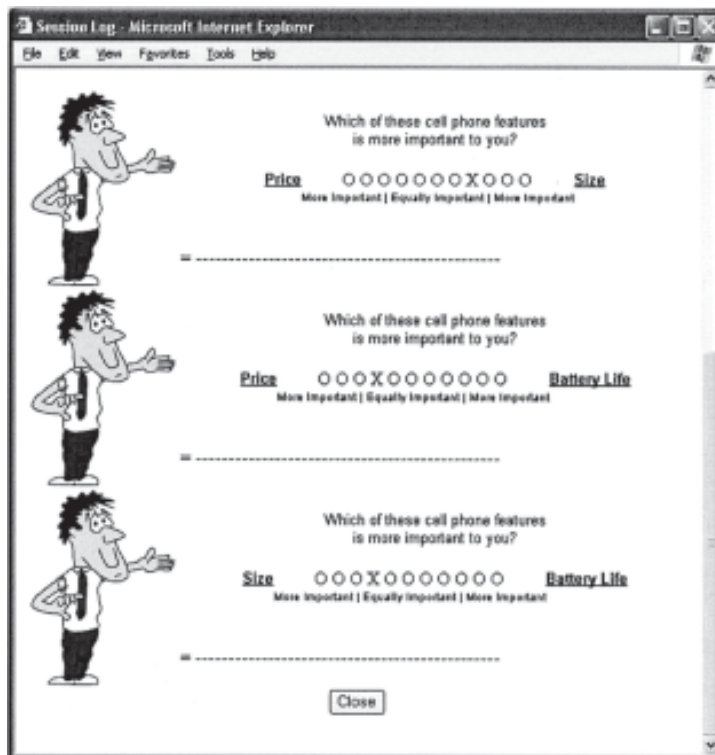 Session Log - Microsoft Internet Explorer
File Edit View Favorites Tools Help
Which of these cell phone features
is more important to you?
Price OOOOOOOXOOO Size
More Important | Equally Important | More Important
= -----------------------------------------
Which of these cell phone features
is more important to you?
Price OOOXOOOOOOO Battery Life
More Important | Equally Important | More Important
= -----------------------------------------
Which of these cell phone features
is more important to you?
Size OOOXOOOOOOO Battery Life
More Important | Equally Important | More Important
= -----------------------------------------
Close